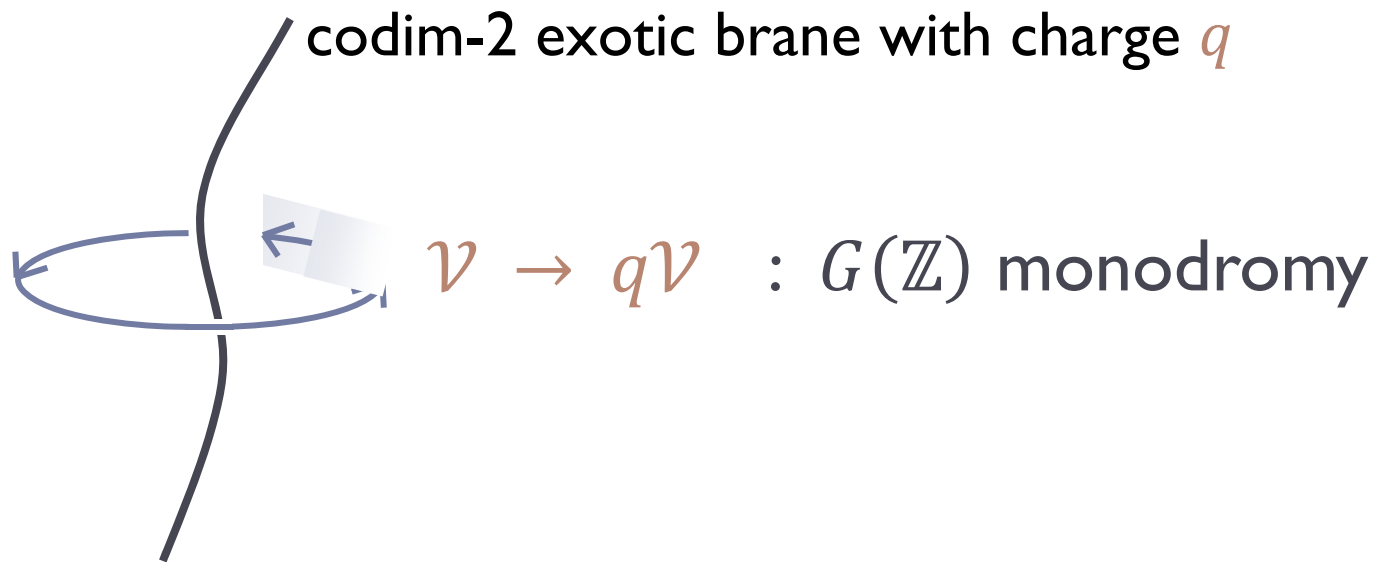 codim-2 exotic brane with charge q
𝒱 → q𝒱 : G(ℤ) monodromy